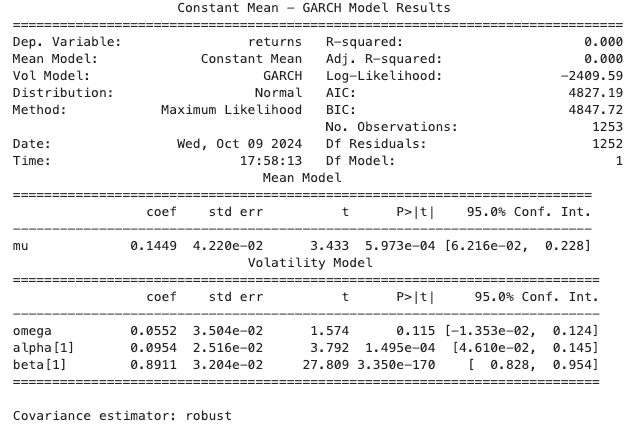 Constant Mean - GARCH Model Results
==============================================================================
Dep. Variable: returns R-squared: 0.000
Mean Model: Constant Mean Adj. R-squared: 0.000
Vol Model: GARCH Log-Likelihood: -2409.59
Distribution: Normal AIC: 4827.19
Method: Maximum Likelihood BIC: 4847.72
No. Observations: 1253
Date: Wed, Oct 09 2024 Df Residuals: 1252
Time: 17:58:13 Df Model: 1
Mean Model
==========================================================================
coef std err t P>|t| 95.0% Conf. Int.
--------------------------------------------------------------------------
mu 0.1449 4.220e-02 3.433 5.973e-04 [6.216e-02, 0.228]
Volatility Model
===========================================================================
coef std err t P>|t| 95.0% Conf. Int.
---------------------------------------------------------------------------
omega 0.0552 3.504e-02 1.574 0.115 [-1.353e-02, 0.124]
alpha[1] 0.0954 2.516e-02 3.792 1.495e-04 [4.610e-02, 0.145]
beta[1] 0.8911 3.204e-02 27.809 3.350e-170 [ 0.828, 0.954]
===========================================================================
Covariance estimator: robust